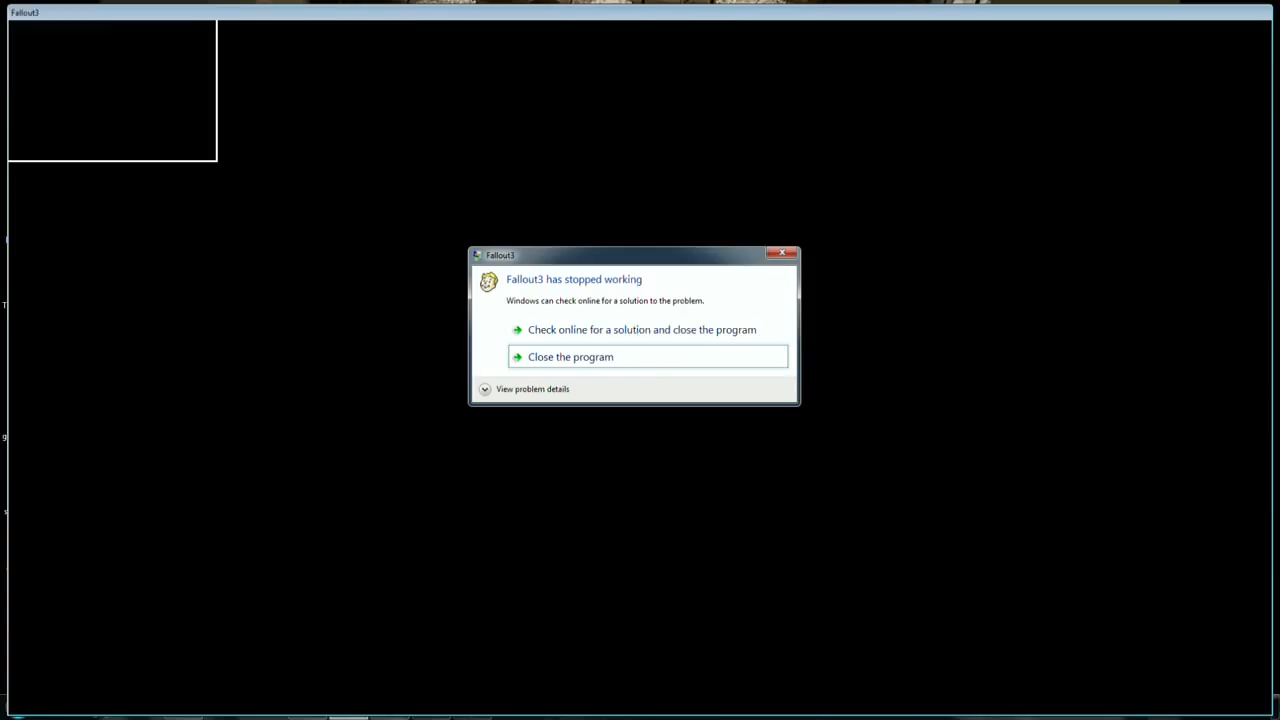 Fallout3
Fallout3
Fallout3 has stopped working
Windows can check online for a solution to the problem.
Check online for a solution and close the program
Close the program
View problem details